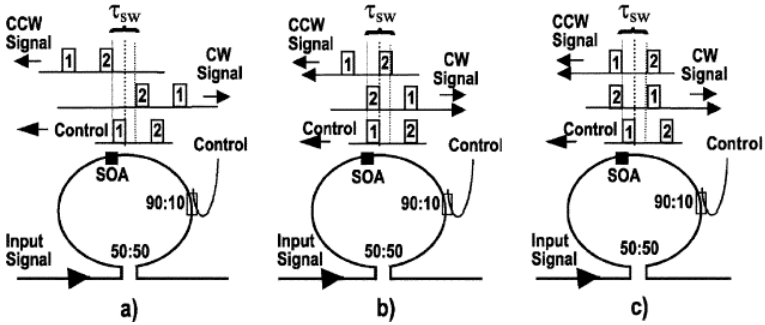 τsw
CCW
Signal
1 2
CW
Signal
2 1
Control
1 2
Control
SOA
90:10
Input
Signal
50:50
a)
τsw
CCW
Signal
1 2
CW
Signal
2 1
Control
1 2
Control
SOA
90:10
Input
Signal
50:50
b)
τsw
CCW
Signal
1 2
CW
Signal
2 1
Control
1 2
Control
SOA
90:10
Input
Signal
50:50
c)